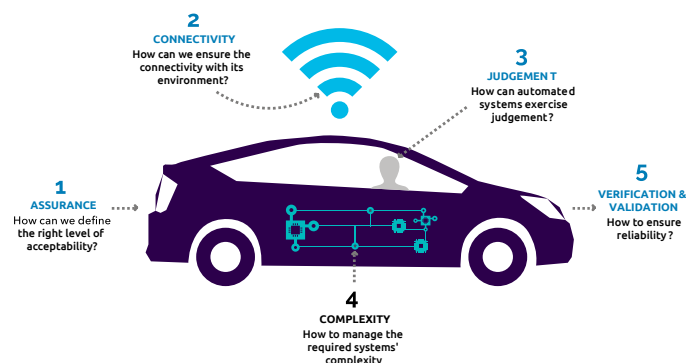 2
CONNECTIVITY
How can we ensure the
connectivity with its
environment?
3
JUDGEMENT
How can automated
systems exercise
judgement?
1
ASSURANCE
How can we define
the right level of
acceptability?
5
VERIFICATION &
VALIDATION
How to ensure
reliability?
4
COMPLEXITY
How to manage the
required systems'
complexity